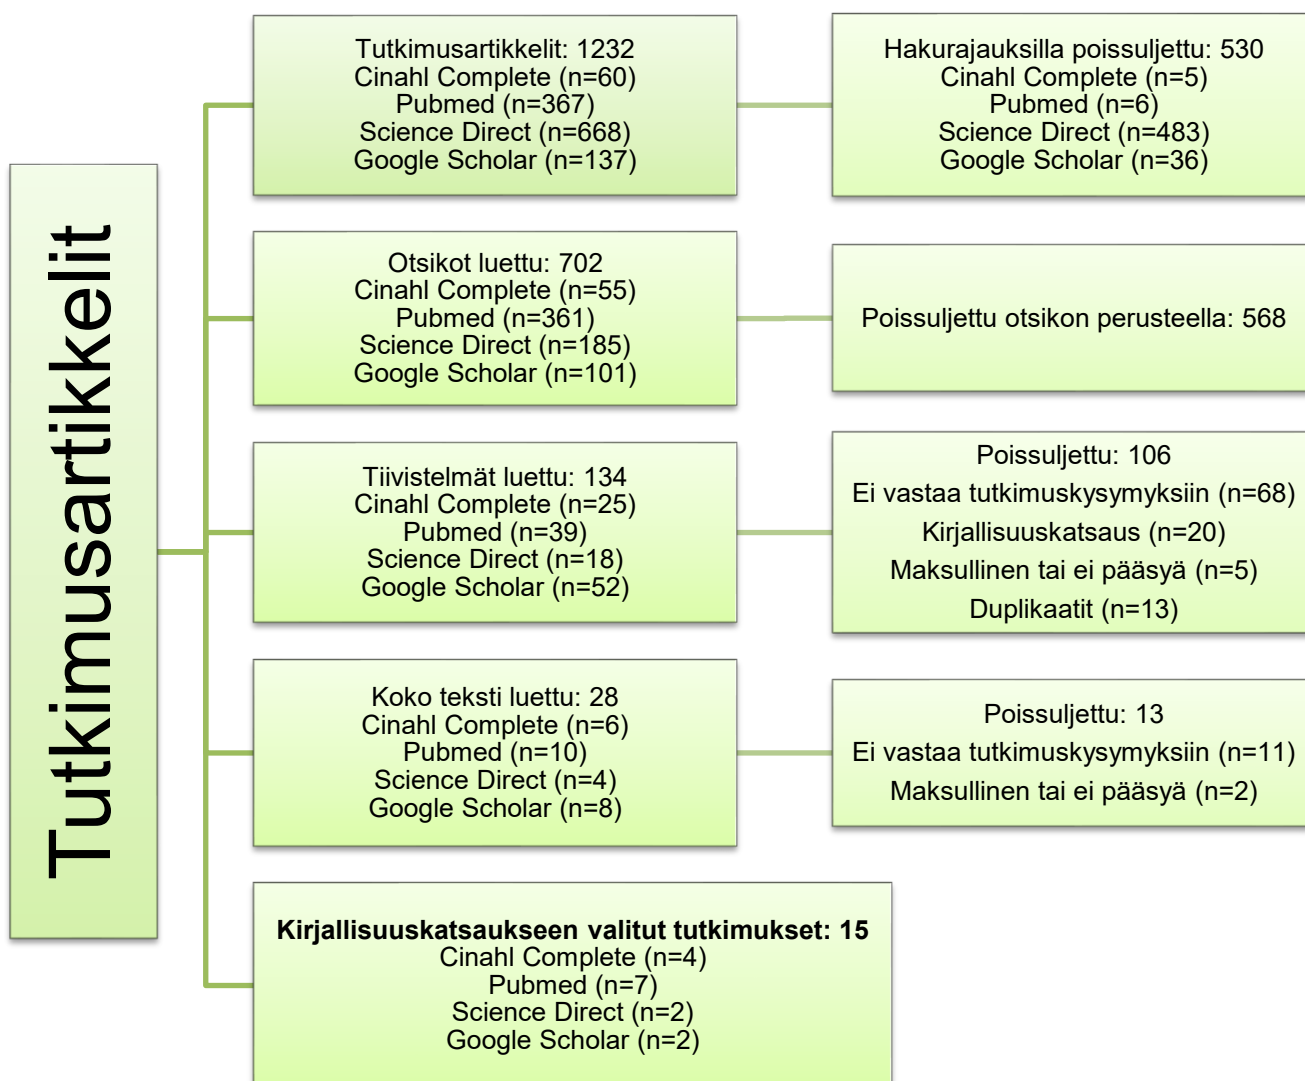 Tutkimusartikkelit
Tutkimusartikkelit: 1232
Cinahl Complete (n=60)
Pubmed (n=367)
Science Direct (n=668)
Google Scholar (n=137)
Hakurajauksilla poissuljettu: 530
Cinahl Complete (n=5)
Pubmed (n=6)
Science Direct (n=483)
Google Scholar (n=36)
Otsikot luettu: 702
Cinahl Complete (n=55)
Pubmed (n=361)
Science Direct (n=185)
Google Scholar (n=101)
Poissuljettu otsikon perusteella: 568
Tiivistelmät luettu: 134
Cinahl Complete (n=25)
Pubmed (n=39)
Science Direct (n=18)
Google Scholar (n=52)
Poissuljettu: 106
Ei vastaa tutkimuskysymyksiin (n=68)
Kirjallisuuskatsaus (n=20)
Maksullinen tai ei pääsyä (n=5)
Duplikaatit (n=13)
Koko teksti luettu: 28
Cinahl Complete (n=6)
Pubmed (n=10)
Science Direct (n=4)
Google Scholar (n=8)
Poissuljettu: 13
Ei vastaa tutkimuskysymyksiin (n=11)
Maksullinen tai ei pääsyä (n=2)
Kirjallisuuskatsaukseen valitut tutkimukset: 15
Cinahl Complete (n=4)
Pubmed (n=7)
Science Direct (n=2)
Google Scholar (n=2)